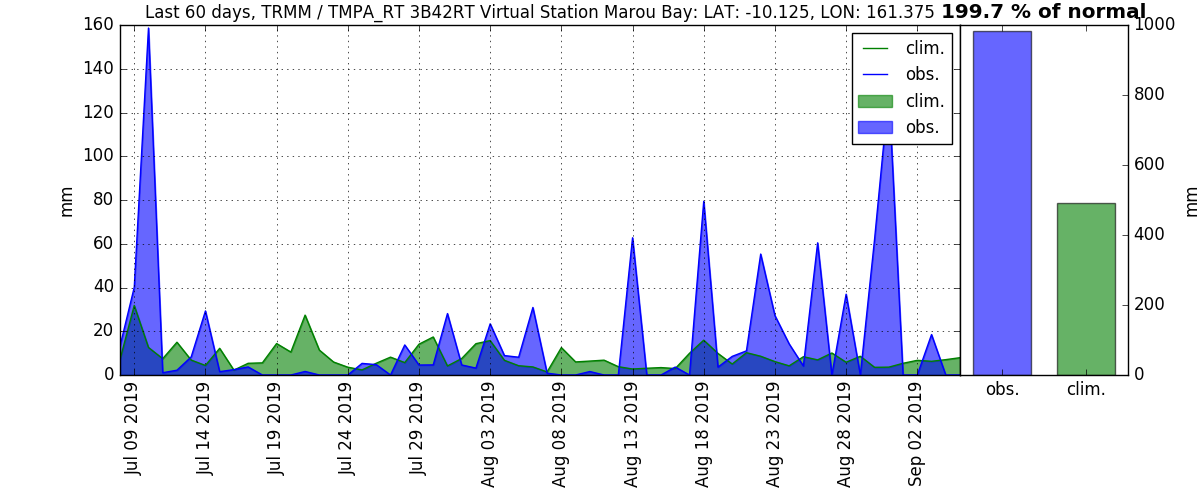 Last 60 days, TRMM / TMPA_RT 3B42RT Virtual Station Marou Bay: LAT: -10.125, LON: 161.375 199.7 % of normal
160
140
120
100
80
60
40
20
0
mm
clim.
obs.
clim.
obs.
1000
800
600
400
200
0
mm
Jul 09 2019
Jul 14 2019
Jul 19 2019
Jul 24 2019
Jul 29 2019
Aug 03 2019
Aug 08 2019
Aug 13 2019
Aug 18 2019
Aug 23 2019
Aug 28 2019
Sep 02 2019
obs.
clim.